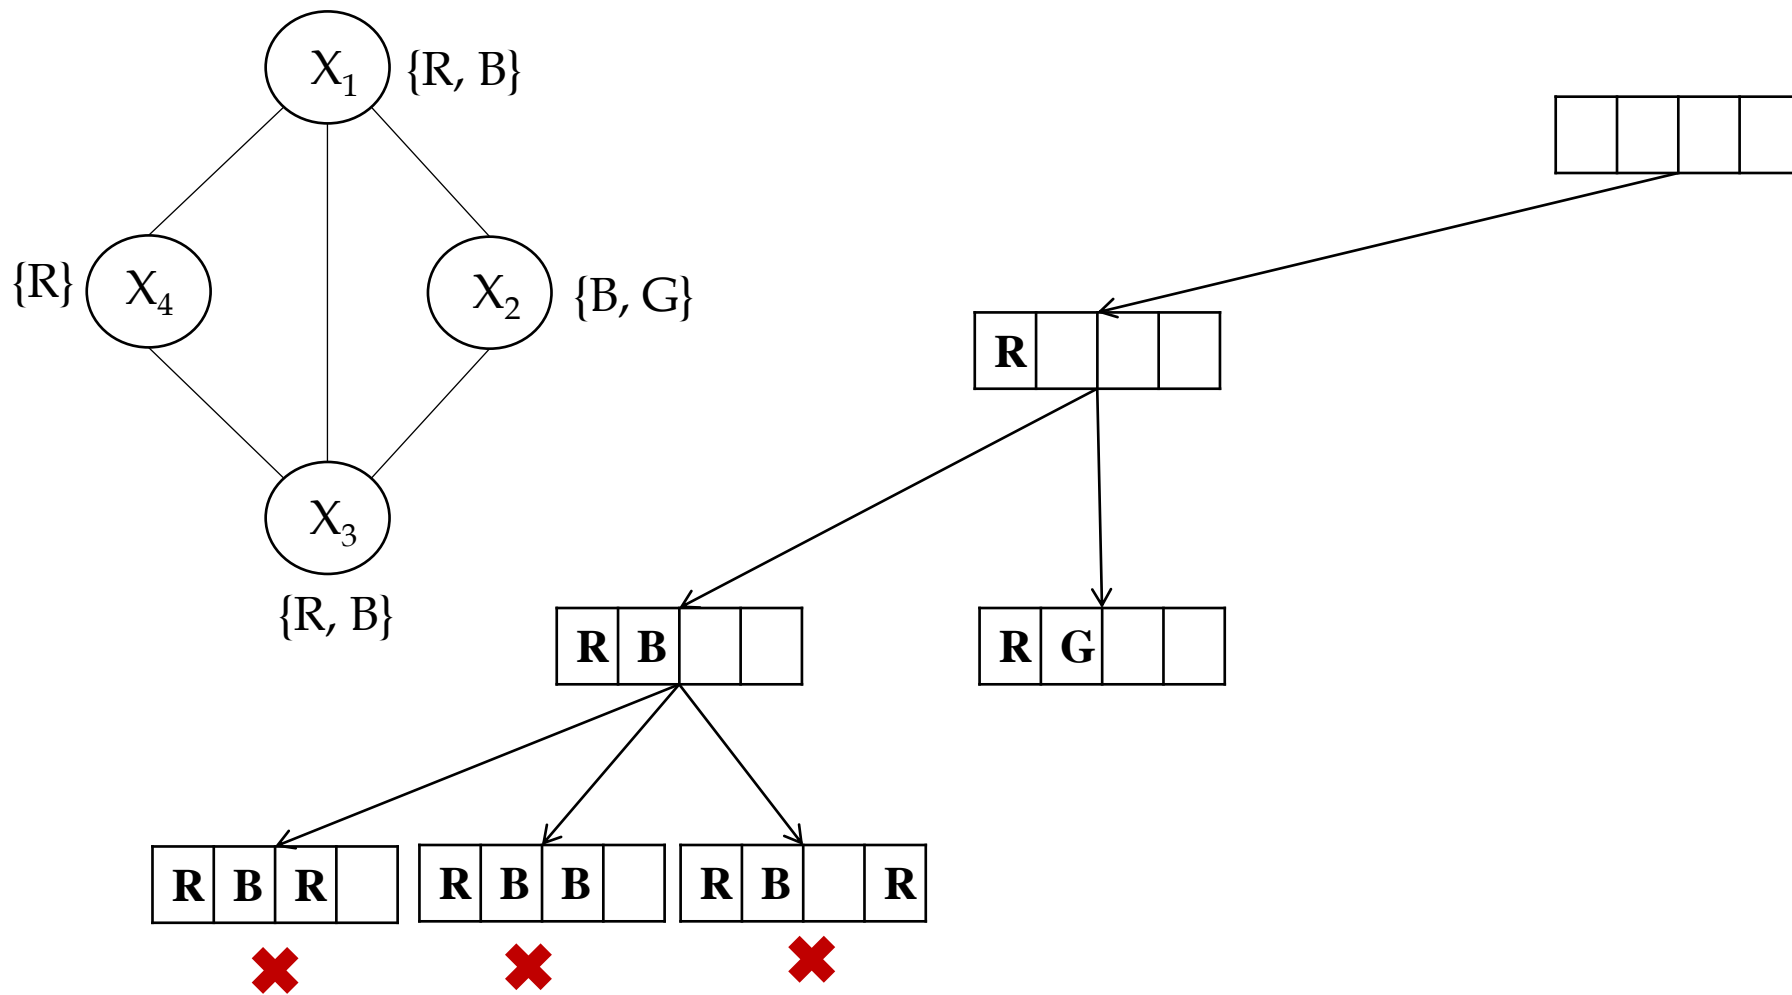 X₁ {R, B}
{R} X₄ X₂ {B, G}
R
X₃
{R, B}
R B
R G
R B R
R B B
R B R